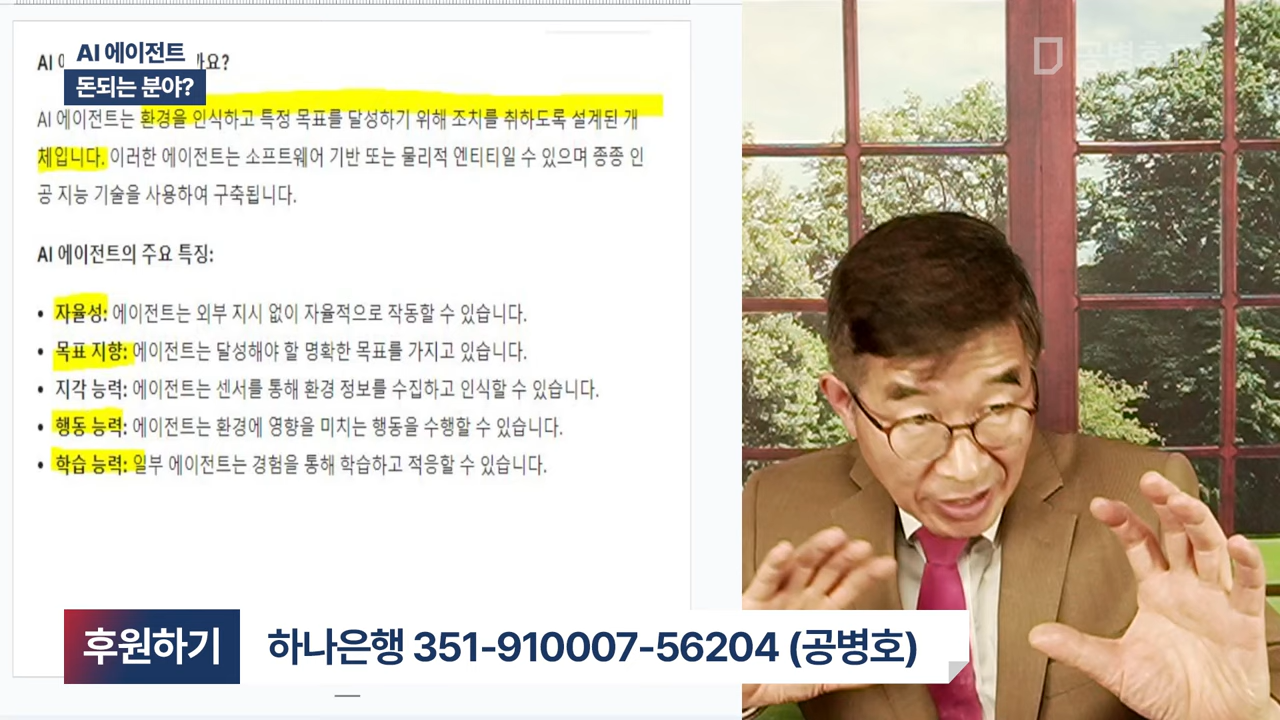 AI 에이전트
돈되는 분야?
AI 가요?
AI 에이전트는 환경을 인식하고 특정 목표를 달성하기 위해 조치를 취하도록 설계된 개
체입니다. 이러한 에이전트는 소프트웨어 기반 또는 물리적 엔티티일 수 있으며 종종 인
공 지능 기술을 사용하여 구축됩니다.
AI 에이전트의 주요 특징:
• 자율성: 에이전트는 외부 지시 없이 자율적으로 작동할 수 있습니다.
• 목표 지향: 에이전트는 달성해야 할 명확한 목표를 가지고 있습니다.
• 지각 능력: 에이전트는 센서를 통해 환경 정보를 수집하고 인식할 수 있습니다.
• 행동 능력: 에이전트는 환경에 영향을 미치는 행동을 수행할 수 있습니다.
• 학습 능력: 일부 에이전트는 경험을 통해 학습하고 적응할 수 있습니다.
공병호TV
후원하기
하나은행 351-910007-56204 (공병호)